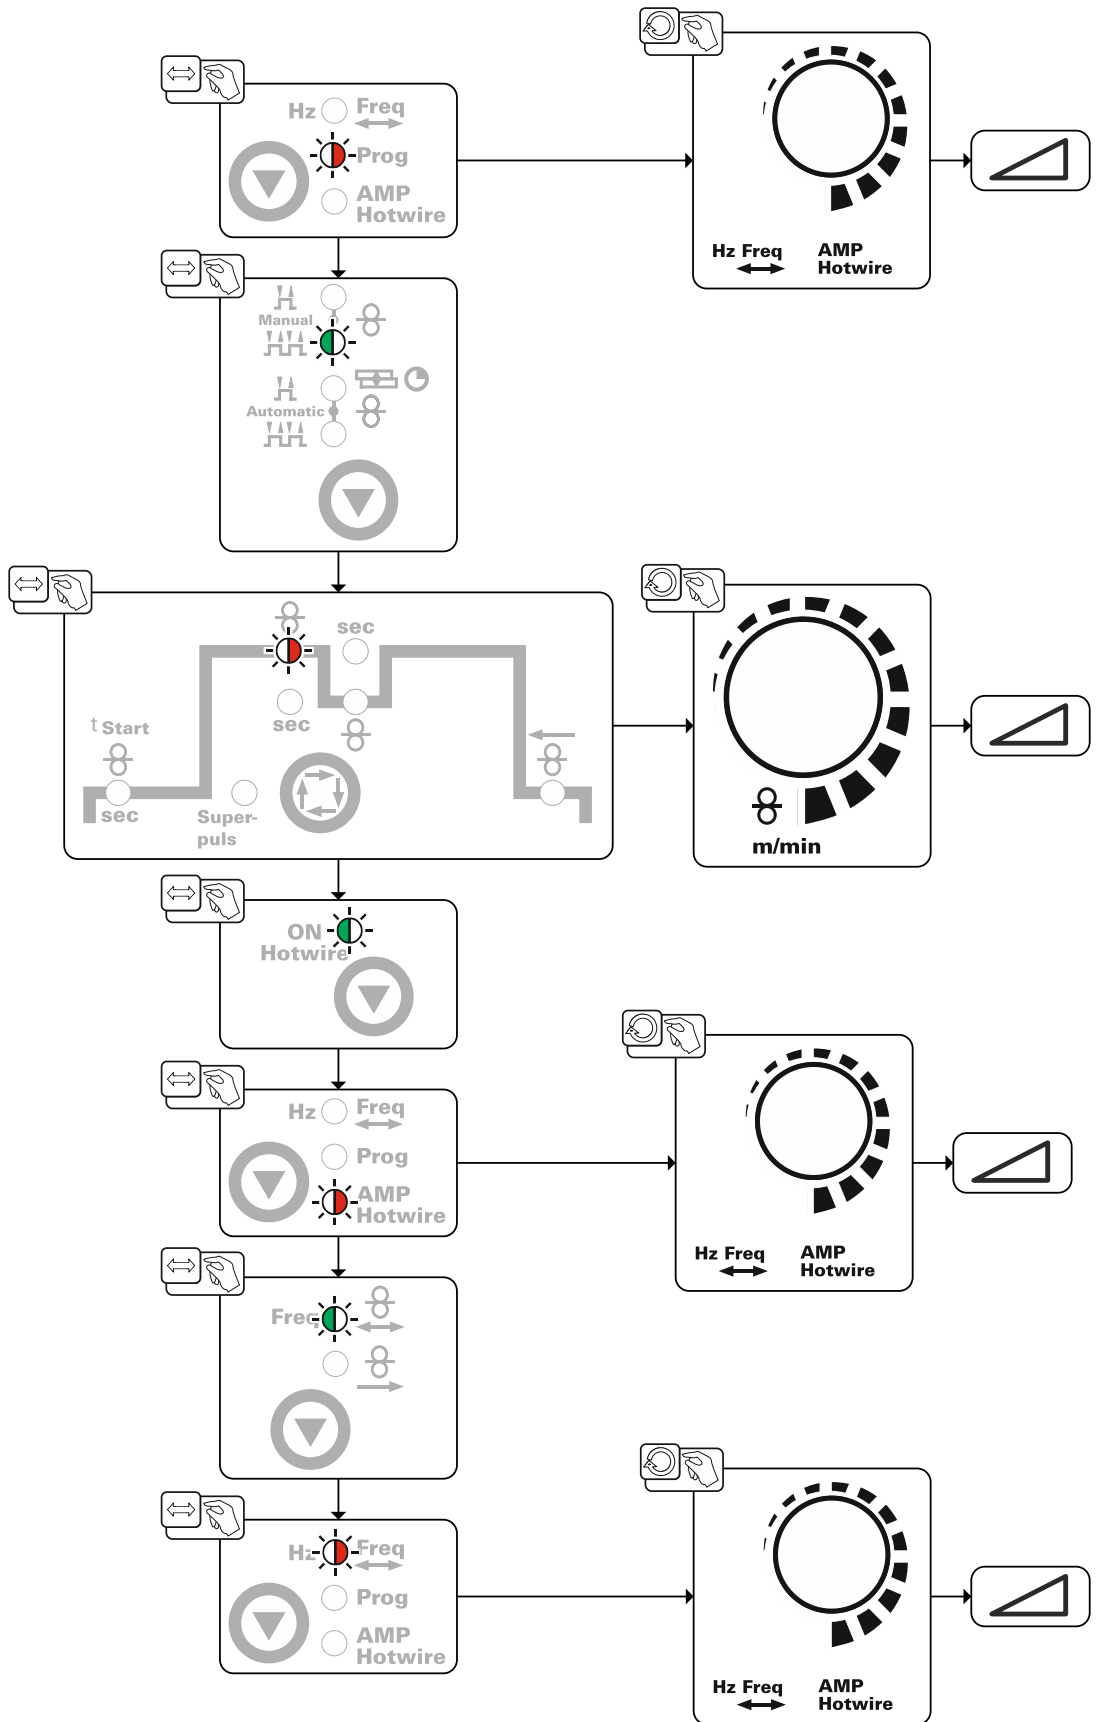 Hz Freq
Prog
AMP
Hotwire
Hz Freq AMP
Hotwire
Manual
Automatic
sec
sec
t Start
sec
Super-
puls
m/min
ON
Hotwire
Hz Freq
Prog
AMP
Hotwire
Hz Freq AMP
Hotwire
Freq
Hz Freq
Prog
AMP
Hotwire
Hz Freq AMP
Hotwire